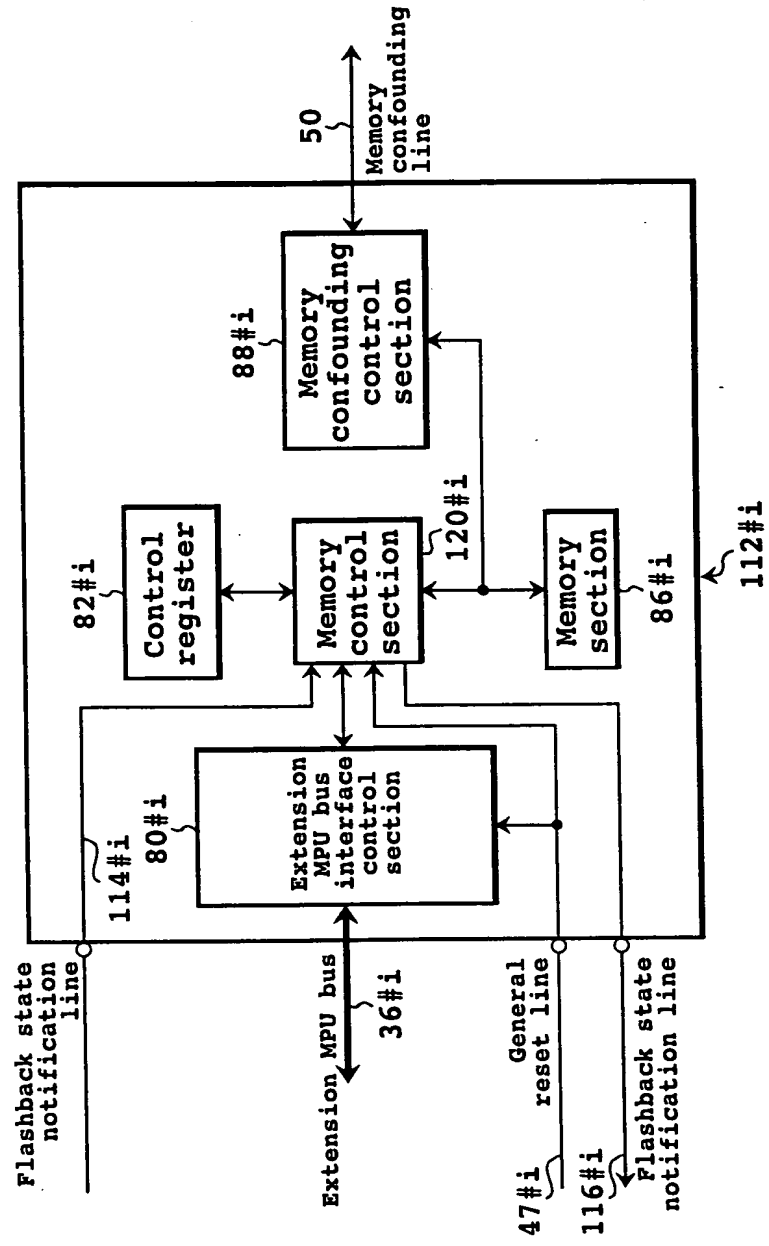 Flashback state
notification
line
114#i
Extension MPU bus
36#i
General
reset line
47#i
116#i
Flashback state
notification line
80#i
Extension
MPU bus
interface
control
section
82#i
Control
register
Memory
control
section
120#i
Memory
section
86#i
88#i
Memory
confounding
control
section
50
Memory
confounding
line
112#i